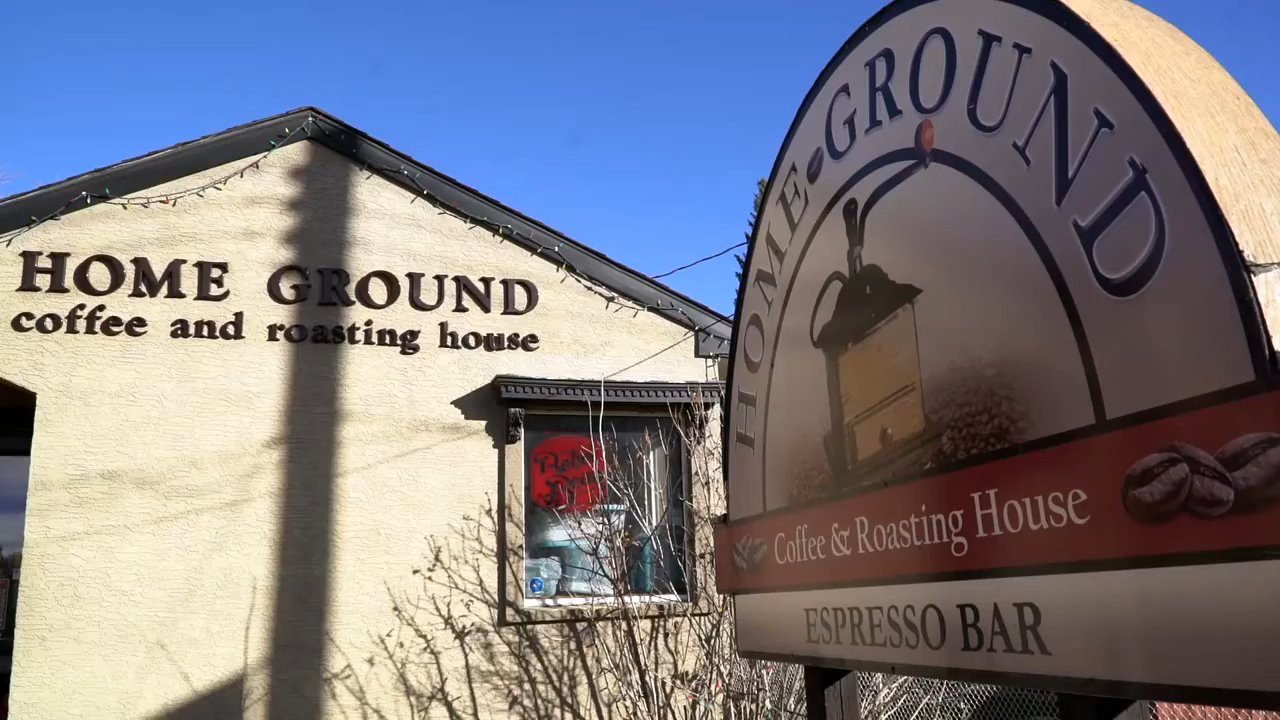 HOME GROUND
coffee and roasting house
HOME GROUND
Coffee & Roasting House
ESPRESSO BAR